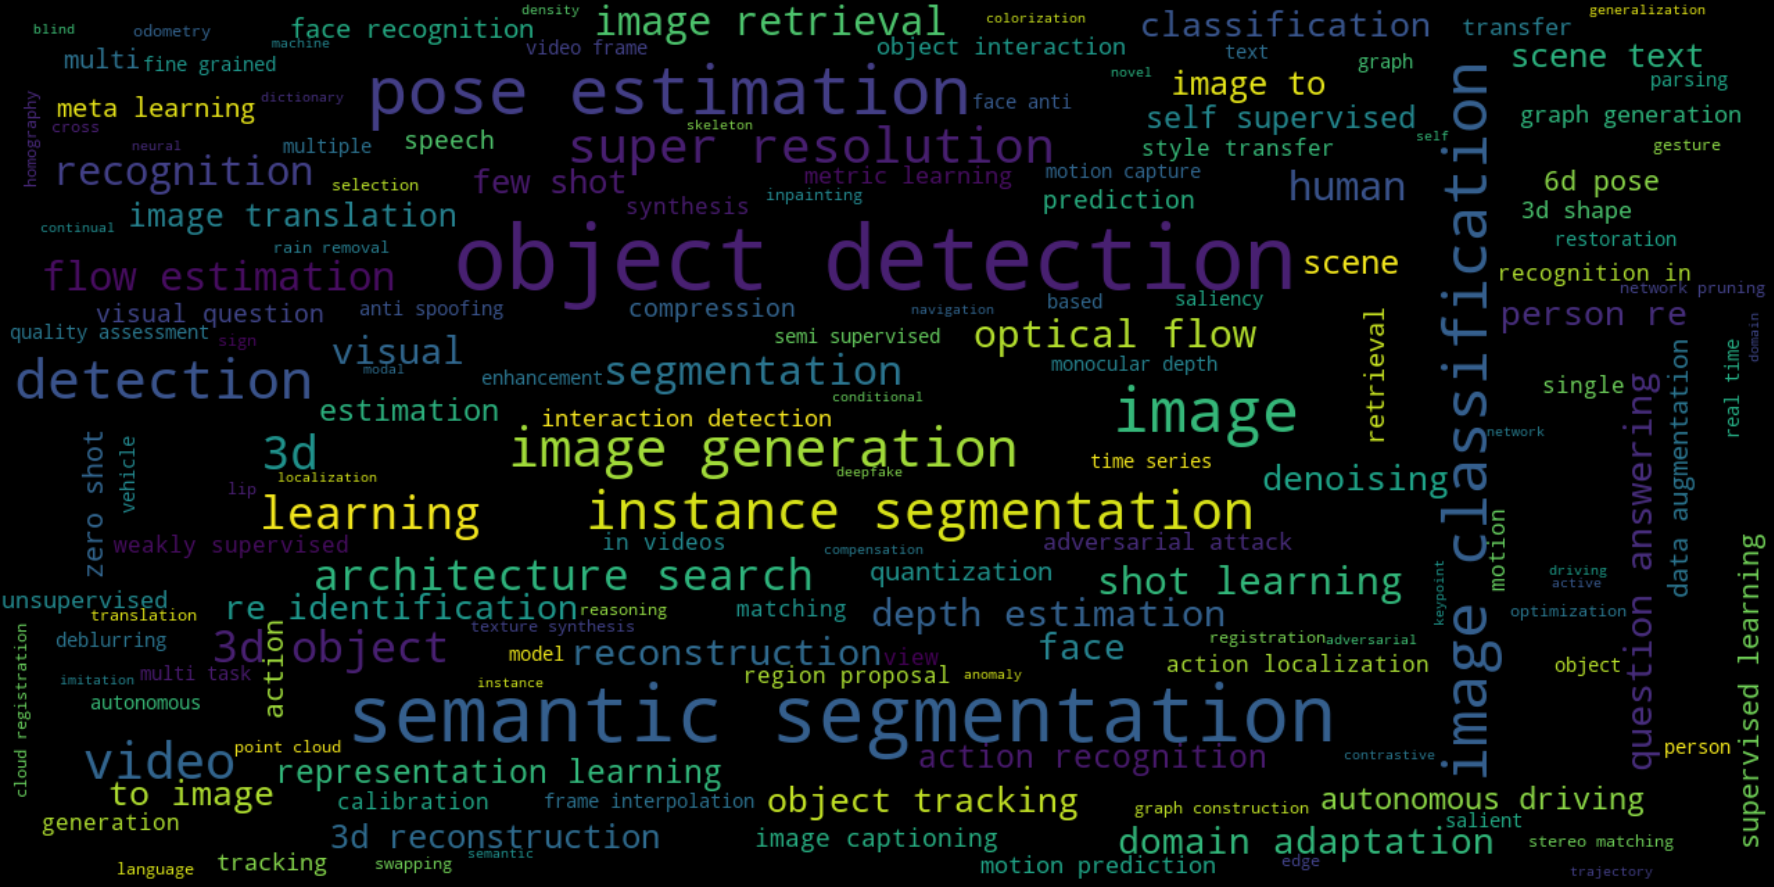 blind
odometry
machine
face recognition
density
image retrieval
colorization
classification
transfer
generalization
multi
fine grained
video frame
object interaction
text
graph
scene text
parsing
meta learning
dictionary
pose estimation
face anti
novel
image to
homography
cross
speech
skeleton
self supervised
self
graph generation
neural
multiple
super resolution
style transfer
gesture
recognition
selection
few shot
metric learning
motion capture
human
6d pose
image translation
synthesis
inpainting
prediction
3d shape
continual
rain removal
object detection
scene
image classification
restoration
flow estimation
recognition in
network pruning
visual question
anti spoofing
compression
navigation
based
saliency
person re
quality assessment
sign
visual
modal
semi supervised
optical flow
retrieval
domain
detection
enhancement
segmentation
monocular depth
real time
data augmentation
single
estimation
interaction detection
conditional
image
question answering
network
zero shot
vehicle
3d
image generation
deepfake
time series
denoising
localization
lip
learning
instance segmentation
motion
weakly supervised
in videos
compensation
adversarial attack
architecture search
quantization
shot learning
keypoint
driving
active
supervised learning
unsupervised
translation
re identification
reasoning
matching
depth estimation
optimization
deblurring
texture synthesis
registration
adversarial
cloud registration
3d object
action
model
reconstruction
view
face
action localization
object
imitation
multi task
instance
region proposal
anomaly
autonomous
semantic segmentation
video
point cloud
action recognition
contrastive
person
representation learning
to image
calibration
frame interpolation
object tracking
graph construction
autonomous driving
generation
3d reconstruction
image captioning
domain adaptation
salient
stereo matching
language
tracking
swapping
semantic
motion prediction
edge
trajectory